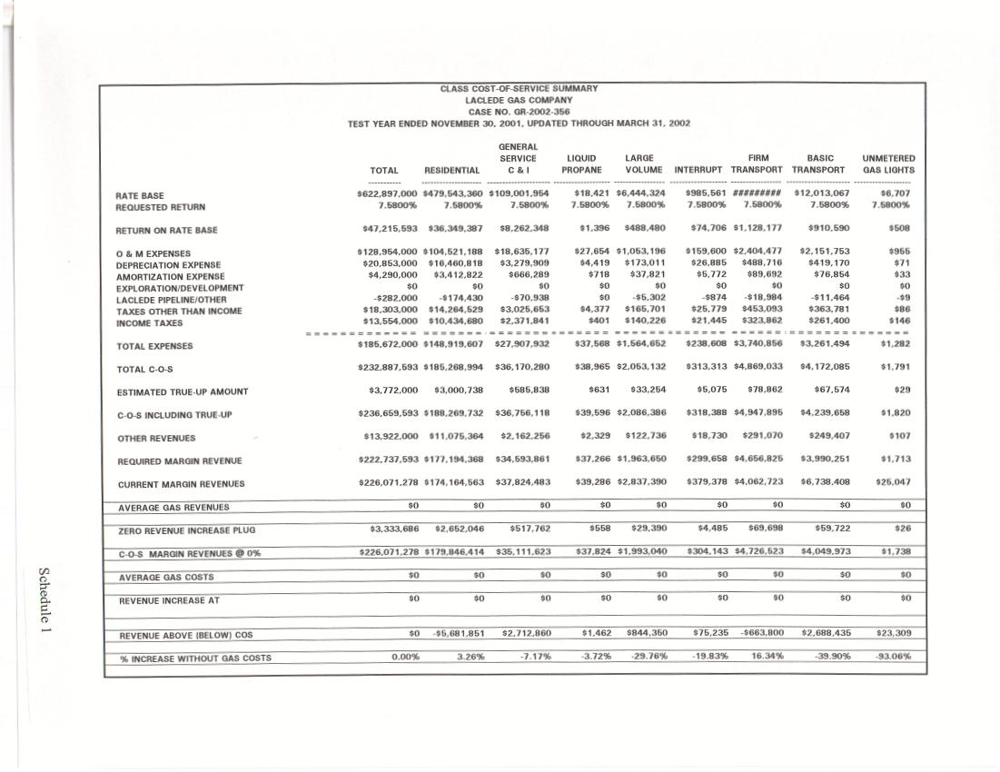 CLASS COST-OF-SERVICE SUMMARY
LACLEDE GAS COMPANY
CASE NO. GR-2002-356
TEST YEAR ENDED NOVEMBER 30, 2001, UPDATED THROUGH MARCH 31, 2002
GENERAL
SERVICE LIQUID LARGE FIRM BASIC UNMETERED
TOTAL RESIDENTIAL C & I PROPANE VOLUME INTERRUPT TRANSPORT TRANSPORT GAS LIGHTS
RATE BASE $622,897,000 $479,543,360 $109,001,954 $18,421 $6,444,324 $985,561 ######### $12,013,067 $6,707
REQUESTED RETURN 7.5800% 7.5800% 7.5800% 7.5800% 7.5800% 7.5800% 7.5800% 7.5800% 7.5800%
RETURN ON RATE BASE $47,215,593 $36,349,387 $8,262,348 $1,396 $488,480 $74,706 $1,128,177 $910,590 $508
O & M EXPENSES $128,954,000 $104,521,188 $18,635,177 $27,654 $1,053,196 $159,600 $2,404,477 $2,151,753 $955
DEPRECIATION EXPENSE $20,853,000 $16,460,818 $3,279,909 $4,419 $173,011 $26,885 $488,716 $419,170 $71
AMORTIZATION EXPENSE $4,290,000 $3,412,822 $666,289 $718 $37,821 $5,772 $89,692 $76,854 $33
EXPLORATION/DEVELOPMENT $0 $0 $0 $0 $0 $0 $0 $0 $0
LACLEDE PIPELINE/OTHER -$282,000 -$174,430 -$70,938 $0 -$5,302 -$874 -$18,984 -$11,464 -$9
TAXES OTHER THAN INCOME $18,303,000 $14,264,529 $3,025,653 $4,377 $165,701 $25,779 $453,093 $363,781 $86
INCOME TAXES $13,554,000 $10,434,680 $2,371,841 $401 $140,226 $21,445 $323,862 $261,400 $146
TOTAL EXPENSES $185,672,000 $148,919,607 $27,907,932 $37,568 $1,564,652 $238,608 $3,740,856 $3,261,494 $1,282
TOTAL C-O-S $232,887,593 $185,268,994 $36,170,280 $38,965 $2,053,132 $313,313 $4,869,033 $4,172,085 $1,791
ESTIMATED TRUE-UP AMOUNT $3,772,000 $3,000,738 $585,838 $631 $33,254 $5,075 $78,862 $67,574 $29
C-O-S INCLUDING TRUE-UP $236,659,593 $188,269,732 $36,756,118 $39,596 $2,086,386 $318,388 $4,947,895 $4,239,658 $1,820
OTHER REVENUES $13,922,000 $11,075,364 $2,162,256 $2,329 $122,736 $18,730 $291,070 $249,407 $107
REQUIRED MARGIN REVENUE $222,737,593 $177,194,368 $34,593,861 $37,266 $1,963,650 $299,658 $4,656,825 $3,990,251 $1,713
CURRENT MARGIN REVENUES $226,071,278 $174,164,563 $37,824,483 $39,286 $2,837,390 $379,378 $4,062,723 $6,738,408 $25,047
AVERAGE GAS REVENUES $0 $0 $0 $0 $0 $0 $0 $0 $0
ZERO REVENUE INCREASE PLUG $3,333,686 $2,652,046 $517,762 $558 $29,390 $4,485 $69,698 $59,722 $26
C-O-S MARGIN REVENUES @ 0% $226,071,278 $179,846,414 $35,111,623 $37,824 $1,993,040 $304,143 $4,726,523 $4,049,973 $1,738
AVERAGE GAS COSTS $0 $0 $0 $0 $0 $0 $0 $0 $0
REVENUE INCREASE AT $0 $0 $0 $0 $0 $0 $0 $0 $0
REVENUE ABOVE (BELOW) COS $0 -$5,681,851 $2,712,860 $1,462 $844,350 $75,235 -$663,800 $2,688,435 $23,309
% INCREASE WITHOUT GAS COSTS 0.00% 3.26% -7.17% -3.72% -29.76% -19.83% 16.34% -39.90% -93.06%
Schedule 1